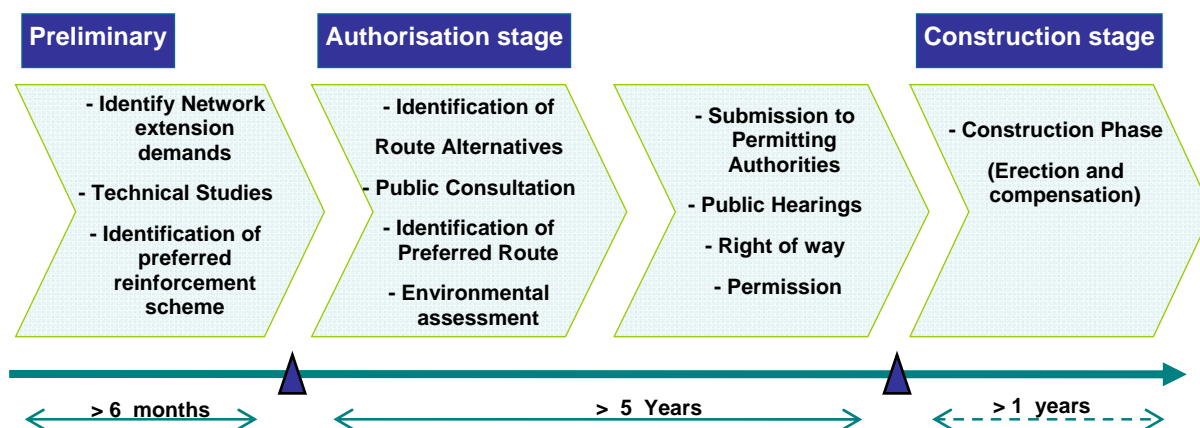 Preliminary
Authorisation stage
Construction stage
- Identify Network
extension
demands
- Technical Studies
- Identification of
preferred
reinforcement
scheme
- Identification of
Route Alternatives
- Public Consultation
- Identification of
Preferred Route
- Environmental
assessment
- Submission to
Permitting
Authorities
- Public Hearings
- Right of way
- Permission
- Construction Phase
(Erection and
compensation)
> 6 months
> 5 Years
> 1 years